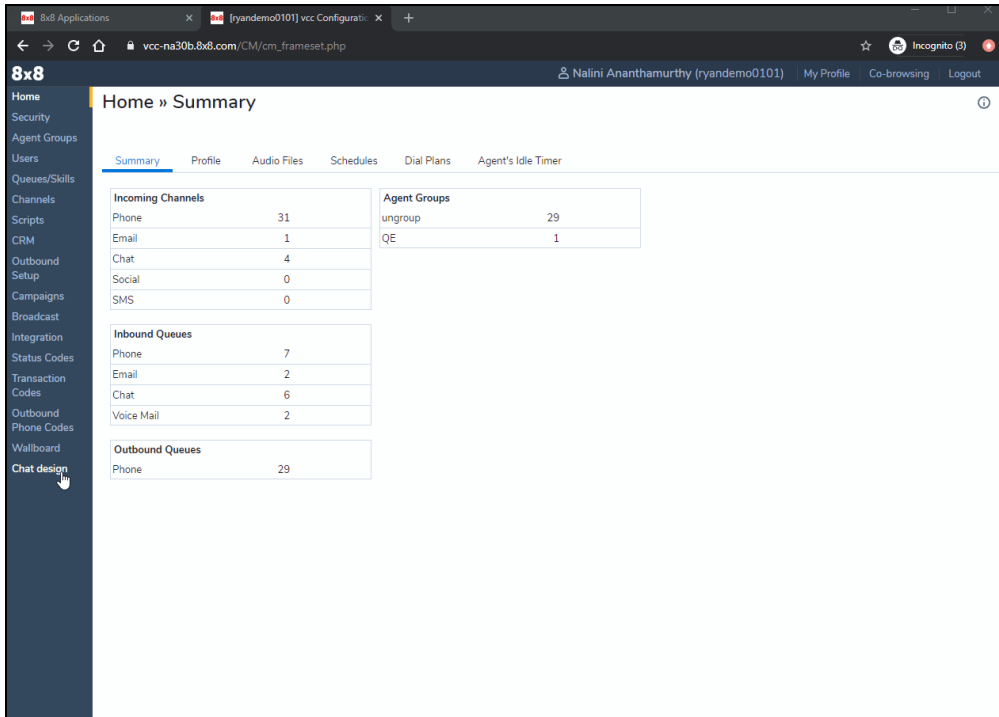 8x8 8x8 Applications
8x8 [ryandemo0101] vcc Configuratic
vcc-na30b.8x8.com/CM/cm_frameset.php
Incognito (3)
8x8
Nalini Ananthamurthy (ryandemo0101)
My Profile
Co-browsing
Logout
Home
Security
Agent Groups
Users
Queues/Skills
Channels
Scripts
CRM
Outbound
Setup
Campaigns
Broadcast
Integration
Status Codes
Transaction
Codes
Outbound
Phone Codes
Wallboard
Chat design
Home » Summary
Summary Profile Audio Files Schedules Dial Plans Agent's Idle Timer
Incoming Channels
Phone 31
Email 1
Chat 4
Social 0
SMS 0
Agent Groups
ungroup 29
QE 1
Inbound Queues
Phone 7
Email 2
Chat 6
Voice Mail 2
Outbound Queues
Phone 29